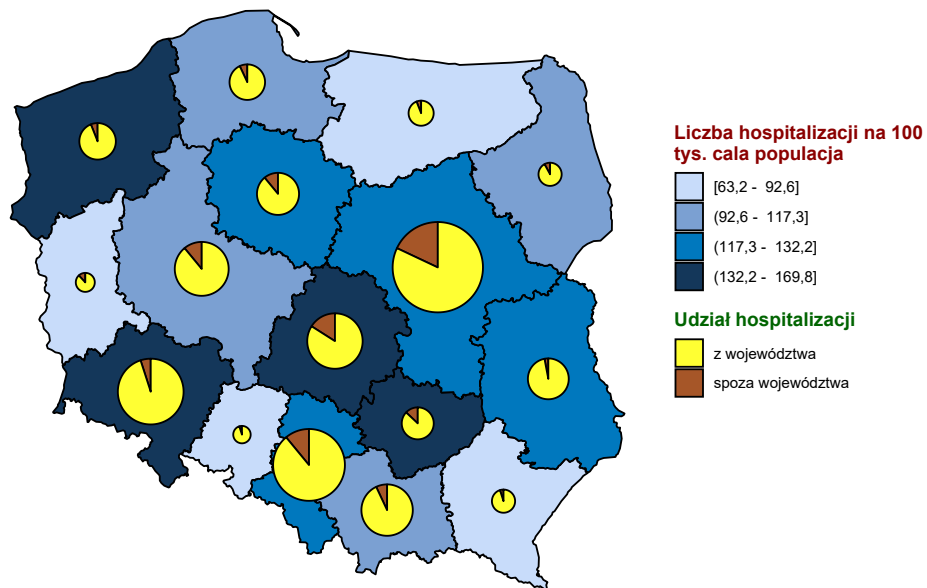 Liczba hospitalizacji na 100
tys. cala populacja
[63,2 - 92,6]
(92,6 - 117,3]
(117,3 - 132,2]
(132,2 - 169,8]
Udział hospitalizacji
z województwa
spoza województwa